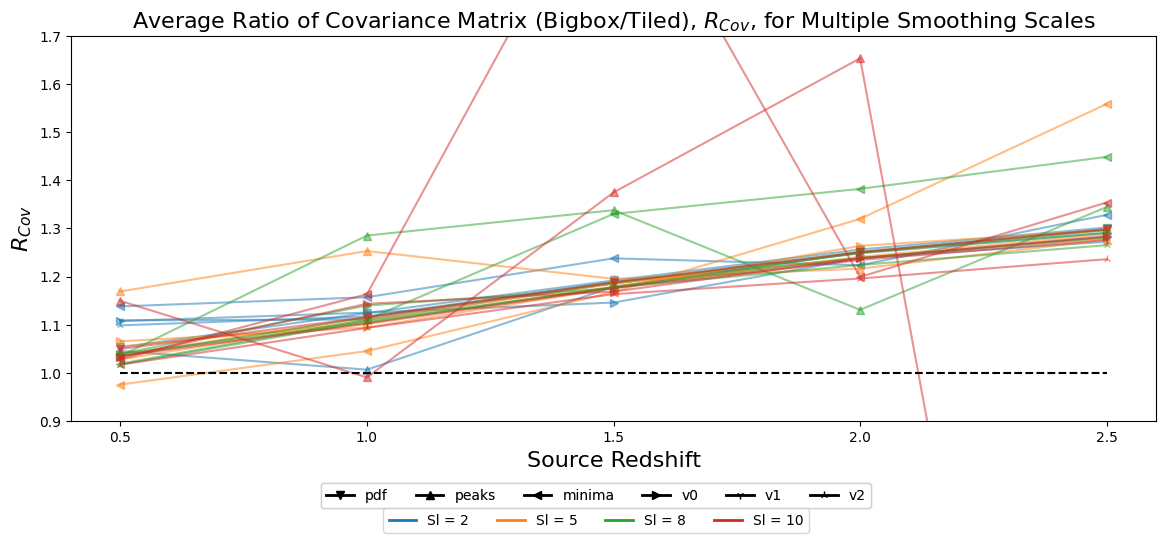 Average Ratio of Covariance Matrix (Bigbox/Tiled), R_Cov, for Multiple Smoothing Scales
1.7
1.6
1.5
1.4
1.3
1.2
1.1
1.0
0.9
R_Cov
0.5 1.0 1.5 2.0 2.5
Source Redshift
pdf peaks minima v0 v1 v2
Sl = 2 Sl = 5 Sl = 8 Sl = 10